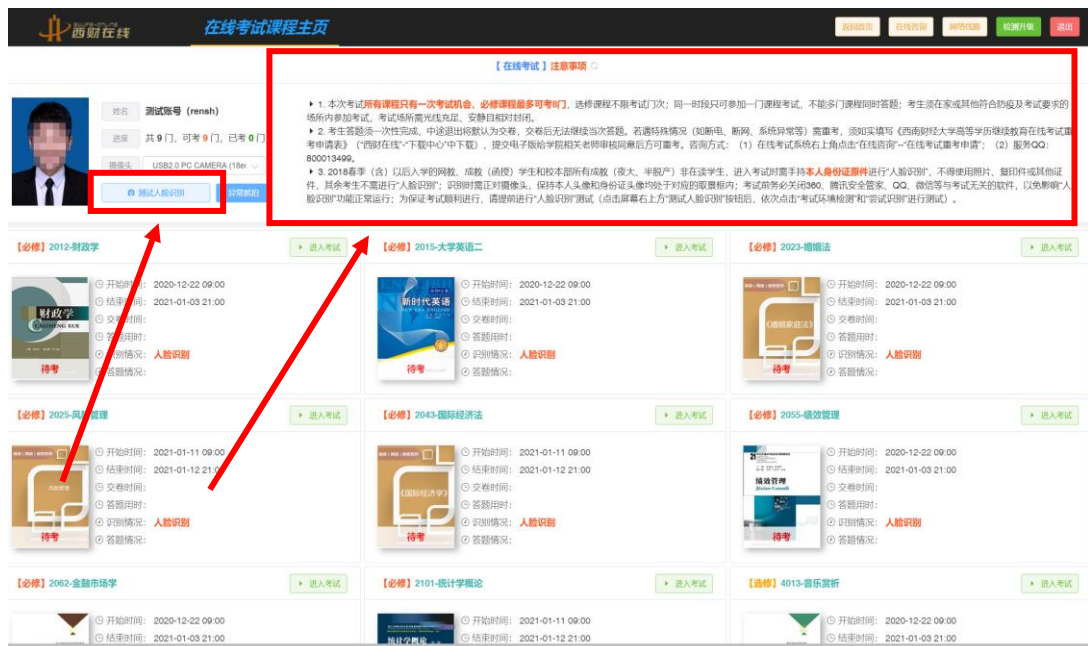 西财在线
在线考试课程主页
返回首页
在线咨询
网络线路
检测升级
退出
【 在线考试 】注意事项
姓名 测试账号（rensh）
进度 共 9 门，可考 9 门，已考 0 门
摄像头 USB2.0 PC CAMERA (18ec
测试人脸识别
异常抓拍
1. 本次考试所有课程只有一次考试机会，必修课程最多可考8门，选修课程不限考试门次；同一时段只可参加一门课程考试，不能多门课程同时答题；考生须在家或其他符合防疫及考试要求的
场所内参加考试，考试场所需光线充足、安静且相对封闭。
2. 考生答题须一次性完成，中途退出将默认为交卷，交卷后无法继续当次答题。若遇特殊情况（如断电、断网、系统异常等）需重考，须如实填写《西南财经大学高等学历继续教育在线考试重
考申请表》（"西财在线"-"下载中心"中下载），提交电子版给学院相关老师审核同意后方可重考。咨询方式：（1）在线考试系统右上角点击"在线咨询"-"在线考试重考申请"；（2）服务QQ：
800013499。
3. 2018春季（含）以后入学的网教、成教（函授）学生和校本部所有成教（夜大、半脱产）非在读学生，进入考试时需手持本人身份证原件进行"人脸识别"，不得使用照片、复印件或其他证
件，其余考生不需进行"人脸识别"；识别时需正对摄像头，保持本人头像和身份证头像均处于对应的取景框内；考试前务必关闭360、腾讯安全管家、QQ、微信等与考试无关的软件，以免影响"人
脸识别"功能正常运行；为保证考试顺利进行，请提前进行"人脸识别"测试（点击屏幕右上方"测试人脸识别"按钮后，依次点击"考试环境检测"和"尝试识别"进行测试）。
【必修】2012-财政学
进入考试
财政学
CAIZHENG XUE
待考
开始时间： 2020-12-22 09:00
结束时间： 2021-01-03 21:00
交卷时间：
答题用时：
识别情况： 人脸识别
答题情况：
【必修】2015-大学英语二
进入考试
新时代英语
待考
开始时间： 2020-12-22 09:00
结束时间： 2021-01-03 21:00
交卷时间：
答题用时：
识别情况： 人脸识别
答题情况：
【必修】2023-婚姻法
进入考试
《婚姻家庭法》
待考
开始时间： 2020-12-22 09:00
结束时间： 2021-01-03 21:00
交卷时间：
答题用时：
识别情况： 人脸识别
答题情况：
【必修】2025-风险管理
进入考试
风险管理
待考
开始时间： 2021-01-11 09:00
结束时间： 2021-01-12 21:00
交卷时间：
答题用时：
识别情况： 人脸识别
答题情况：
【必修】2043-国际经济法
进入考试
《国际经济学》
待考
开始时间： 2021-01-11 09:00
结束时间： 2021-01-12 21:00
交卷时间：
答题用时：
识别情况： 人脸识别
答题情况：
【必修】2055-绩效管理
进入考试
绩效管理
待考
开始时间： 2020-12-22 09:00
结束时间： 2021-01-03 21:00
交卷时间：
答题用时：
识别情况： 人脸识别
答题情况：
【必修】2062-金融市场学
进入考试
开始时间： 2020-12-22 09:00
结束时间： 2021-01-03 21:00
【必修】2101-统计学概论
进入考试
统计学概论
开始时间： 2021-01-11 09:00
结束时间： 2021-01-12 21:00
【选修】4013-音乐赏析
进入考试
开始时间： 2020-12-22 09:00
结束时间： 2021-01-03 21:00